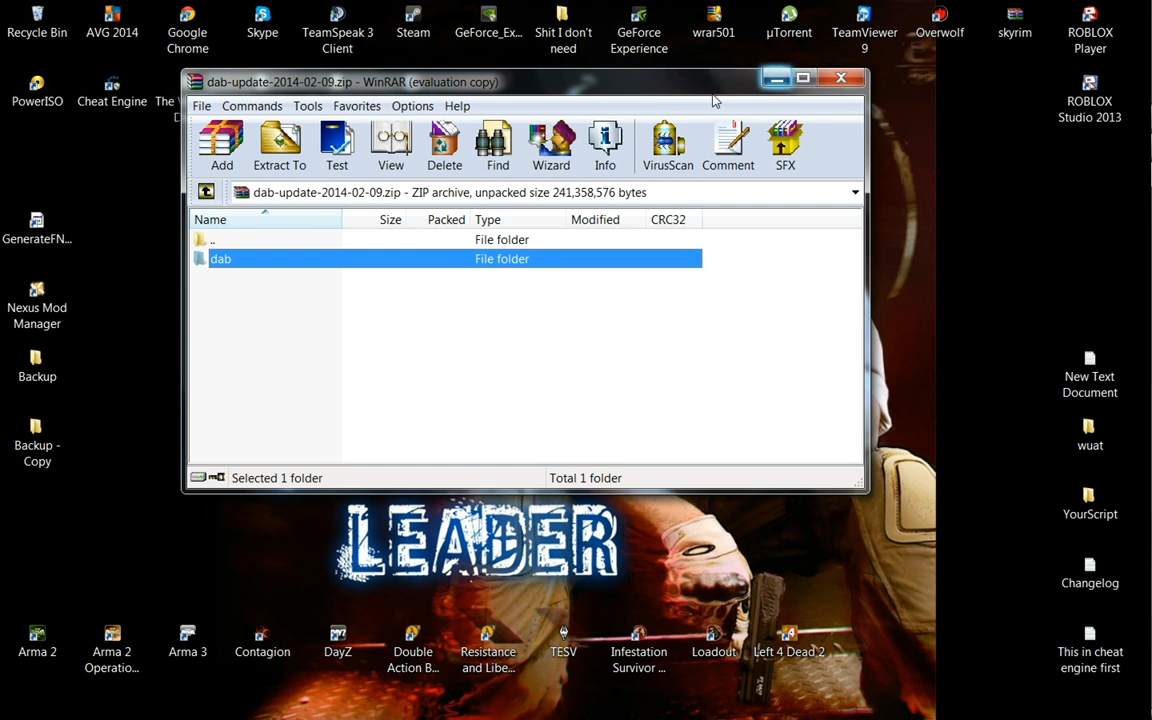 Recycle Bin
AVG 2014
Google
Chrome
Skype
TeamSpeak 3
Client
Steam
GeForce_Ex...
Shit I don't
need
GeForce
Experience
wrar501
µTorrent
TeamViewer
9
Overwolf
skyrim
ROBLOX
Player
PowerISO
Cheat Engine
The
ROBLOX
Studio 2013
dab-update-2014-02-09.zip - WinRAR (evaluation copy)
File Commands Tools Favorites Options Help
Add Extract To Test View Delete Find Wizard Info VirusScan Comment SFX
dab-update-2014-02-09.zip - ZIP archive, unpacked size 241,358,576 bytes
Name Size Packed Type Modified CRC32
.. File folder
dab File folder
Selected 1 folder Total 1 folder
GenerateFN...
Nexus Mod
Manager
Backup
Backup -
Copy
New Text
Document
wuat
YourScript
Changelog
This in cheat
engine first
LEADER
Arma 2
Arma 2
Operatio...
Arma 3
Contagion
DayZ
Double
Action B...
Resistance
and Libe...
TESV
Infestation
Survivor ...
Loadout
Left 4 Dead 2